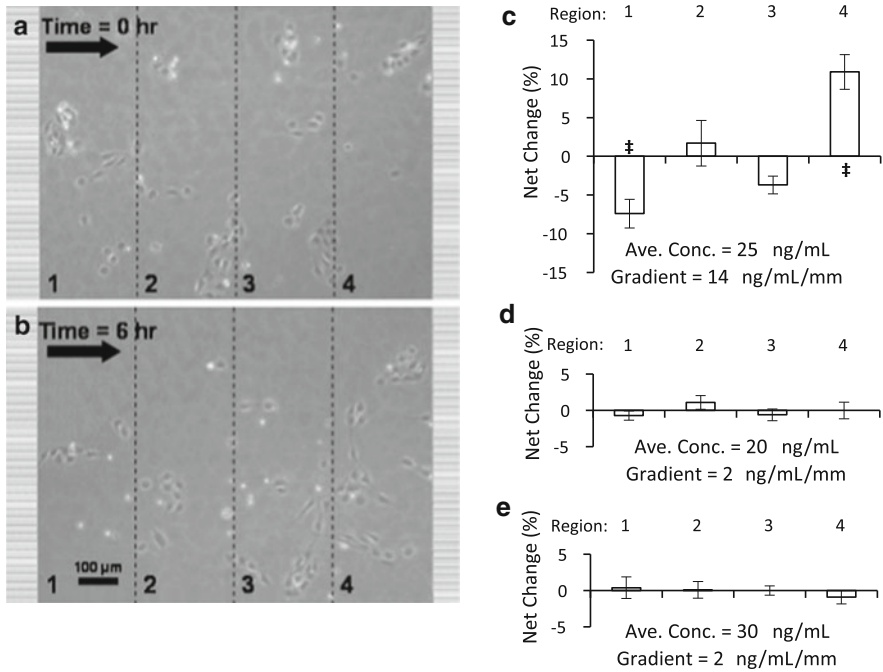 a
Time = 0 hr
1 2 3 4
b
Time = 6 hr
100 µm
1 2 3 4
c
Region: 1 2 3 4
Net Change (%)
15
10
5
0
-5
-10
-15
‡
‡
Ave. Conc. = 25 ng/mL
Gradient = 14 ng/mL/mm
d
Region: 1 2 3 4
Net Change (%)
5
0
-5
Ave. Conc. = 20 ng/mL
Gradient = 2 ng/mL/mm
e
Region: 1 2 3 4
Net Change (%)
5
0
-5
Ave. Conc. = 30 ng/mL
Gradient = 2 ng/mL/mm